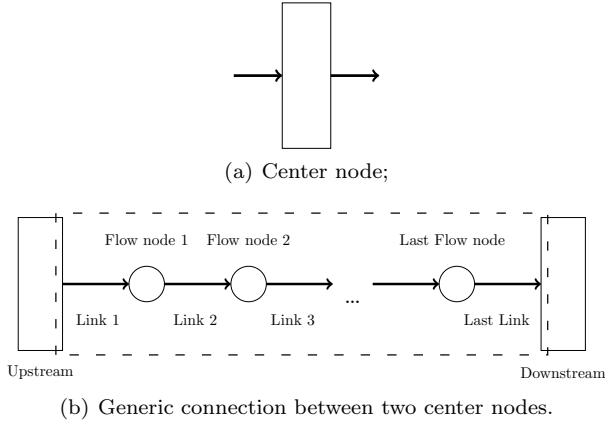 (a) Center node;
Flow node 1 Flow node 2 Last Flow node
...
Link 1 Link 2 Link 3 Last Link
Upstream Downstream
(b) Generic connection between two center nodes.